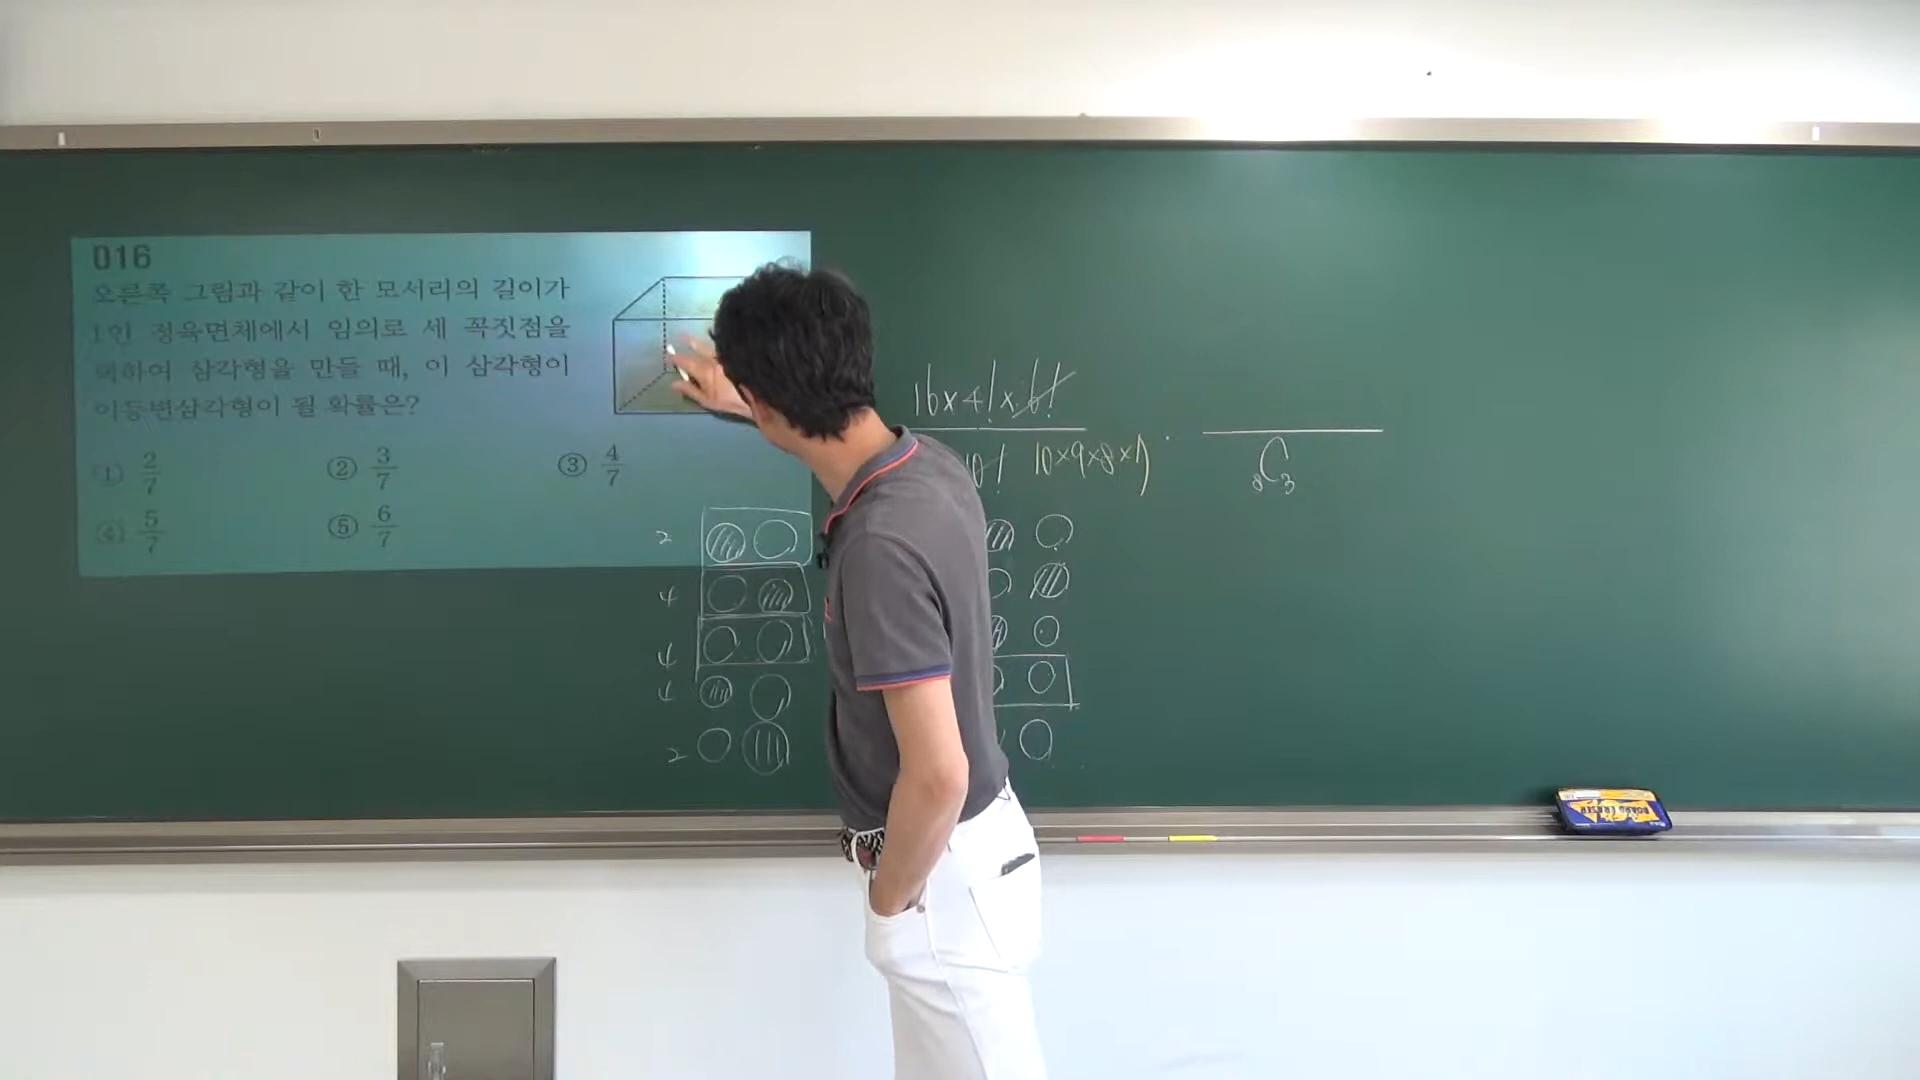 016
오른쪽 그림과 같이 한 모서리의 길이가
1인 정육면체에서 임의로 세 꼭짓점을
택하여 삼각형을 만들 때, 이 삼각형이
이등변삼각형이 될 확률은?
① 2/7 ② 3/7 ③ 4/7
④ 5/7 ⑤ 6/7
16×4!×6!
10! 10×9×8×7
8C3
2
4
4
4
2
BOARD ERASER